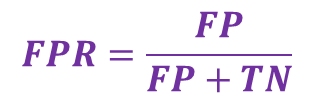 FPR = FP / FP + TN